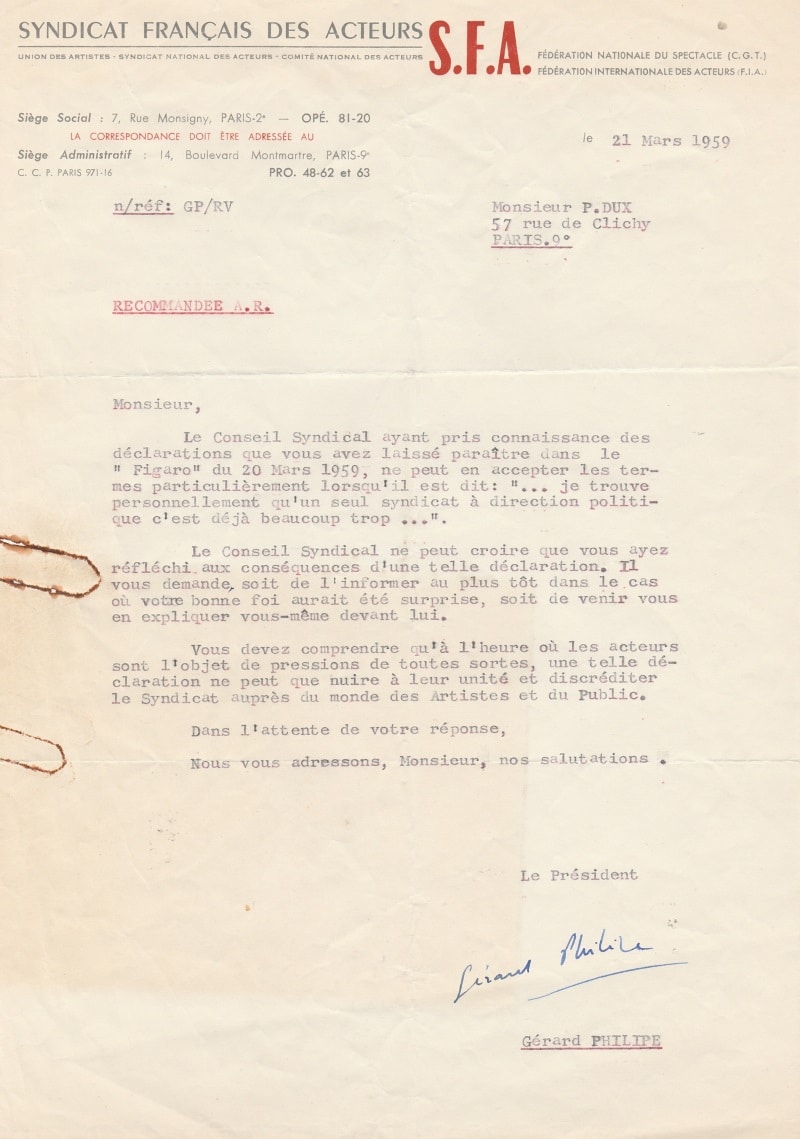 SYNDICAT FRANÇAIS DES ACTEURS
UNION DES ARTISTES - SYNDICAT NATIONAL DES ACTEURS - COMITÉ NATIONAL DES ACTEURS
S.F.A.
FÉDÉRATION NATIONALE DU SPECTACLE (C.G.T.)
FÉDÉRATION INTERNATIONALE DES ACTEURS (F.I.A.)
Siège Social : 7, Rue Monsigny, PARIS-2e — OPÉ. 81-20
LA CORRESPONDANCE DOIT ÊTRE ADRESSÉE AU
Siège Administratif : 14, Boulevard Montmartre, PARIS-9e
C. C. P. PARIS 971-16 PRO. 48-62 et 63
le 21 Mars 1959
n/réf: GP/RV
Monsieur P.DUX
57 rue de Clichy
PARIS.9°
RECOMMANDEE A.R.
Monsieur,
Le Conseil Syndical ayant pris connaissance des
déclarations que vous avez laissé paraître dans le
" Figaro" du 20 Mars 1959, ne peut en accepter les ter-
mes particulièrement lorsqu'il est dit: "... je trouve
personnellement qu'un seul syndicat à direction politi-
que c'est déjà beaucoup trop ...".
Le Conseil Syndical ne peut croire que vous ayez
réfléchi aux conséquences d'une telle déclaration. Il
vous demande, soit de l'informer au plus tôt dans le cas
où votre bonne foi aurait été surprise, soit de venir vous
en expliquer vous-même devant lui.
Vous devez comprendre qu'à l'heure où les acteurs
sont l'objet de pressions de toutes sortes, une telle dé-
claration ne peut que nuire à leur unité et discréditer
le Syndicat auprès du monde des Artistes et du Public.
Dans l'attente de votre réponse,
Nous vous adressons, Monsieur, nos salutations .
Le Président
Gérard Philipe
Gérard PHILIPE